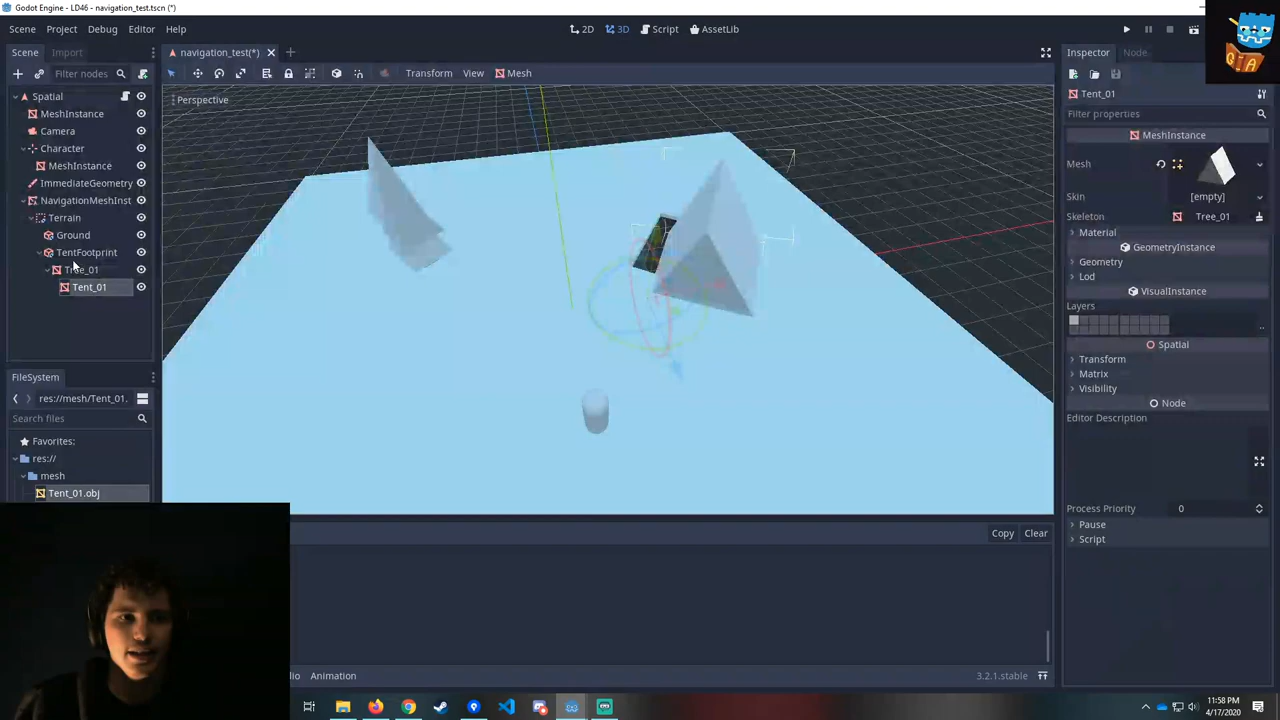 Godot Engine - LD46 - navigation_test.tscn (*)
Scene Project Debug Editor Help
2D 3D Script AssetLib
Q A
Scene Import
navigation_test(*)
Inspector Node
Filter nodes
Transform View Mesh
Perspective
Tent_01
Spatial
MeshInstance
Camera
Character
MeshInstance
ImmediateGeometry
NavigationMeshInst
Terrain
Ground
TentFootprint
Tree_01
Tent_01
Filter properties
MeshInstance
Mesh
Skin [empty]
Skeleton Tree_01
Material
GeometryInstance
Geometry
Lod
VisualInstance
Layers
Spatial
Transform
Matrix
Visibility
Node
Editor Description
Process Priority 0
Pause
Script
FileSystem
res://mesh/Tent_01.
Search files
Favorites:
res://
mesh
Tent_01.obj
Copy Clear
dio Animation
3.2.1.stable
11:58 PM
4/17/2020